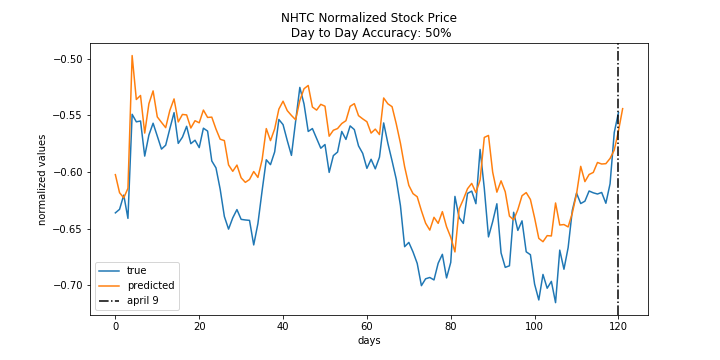 NHTC Normalized Stock Price
Day to Day Accuracy: 50%
normalized values
−0.50
−0.55
−0.60
−0.65
−0.70
true
predicted
april 9
0
20
40
60
80
100
120
days